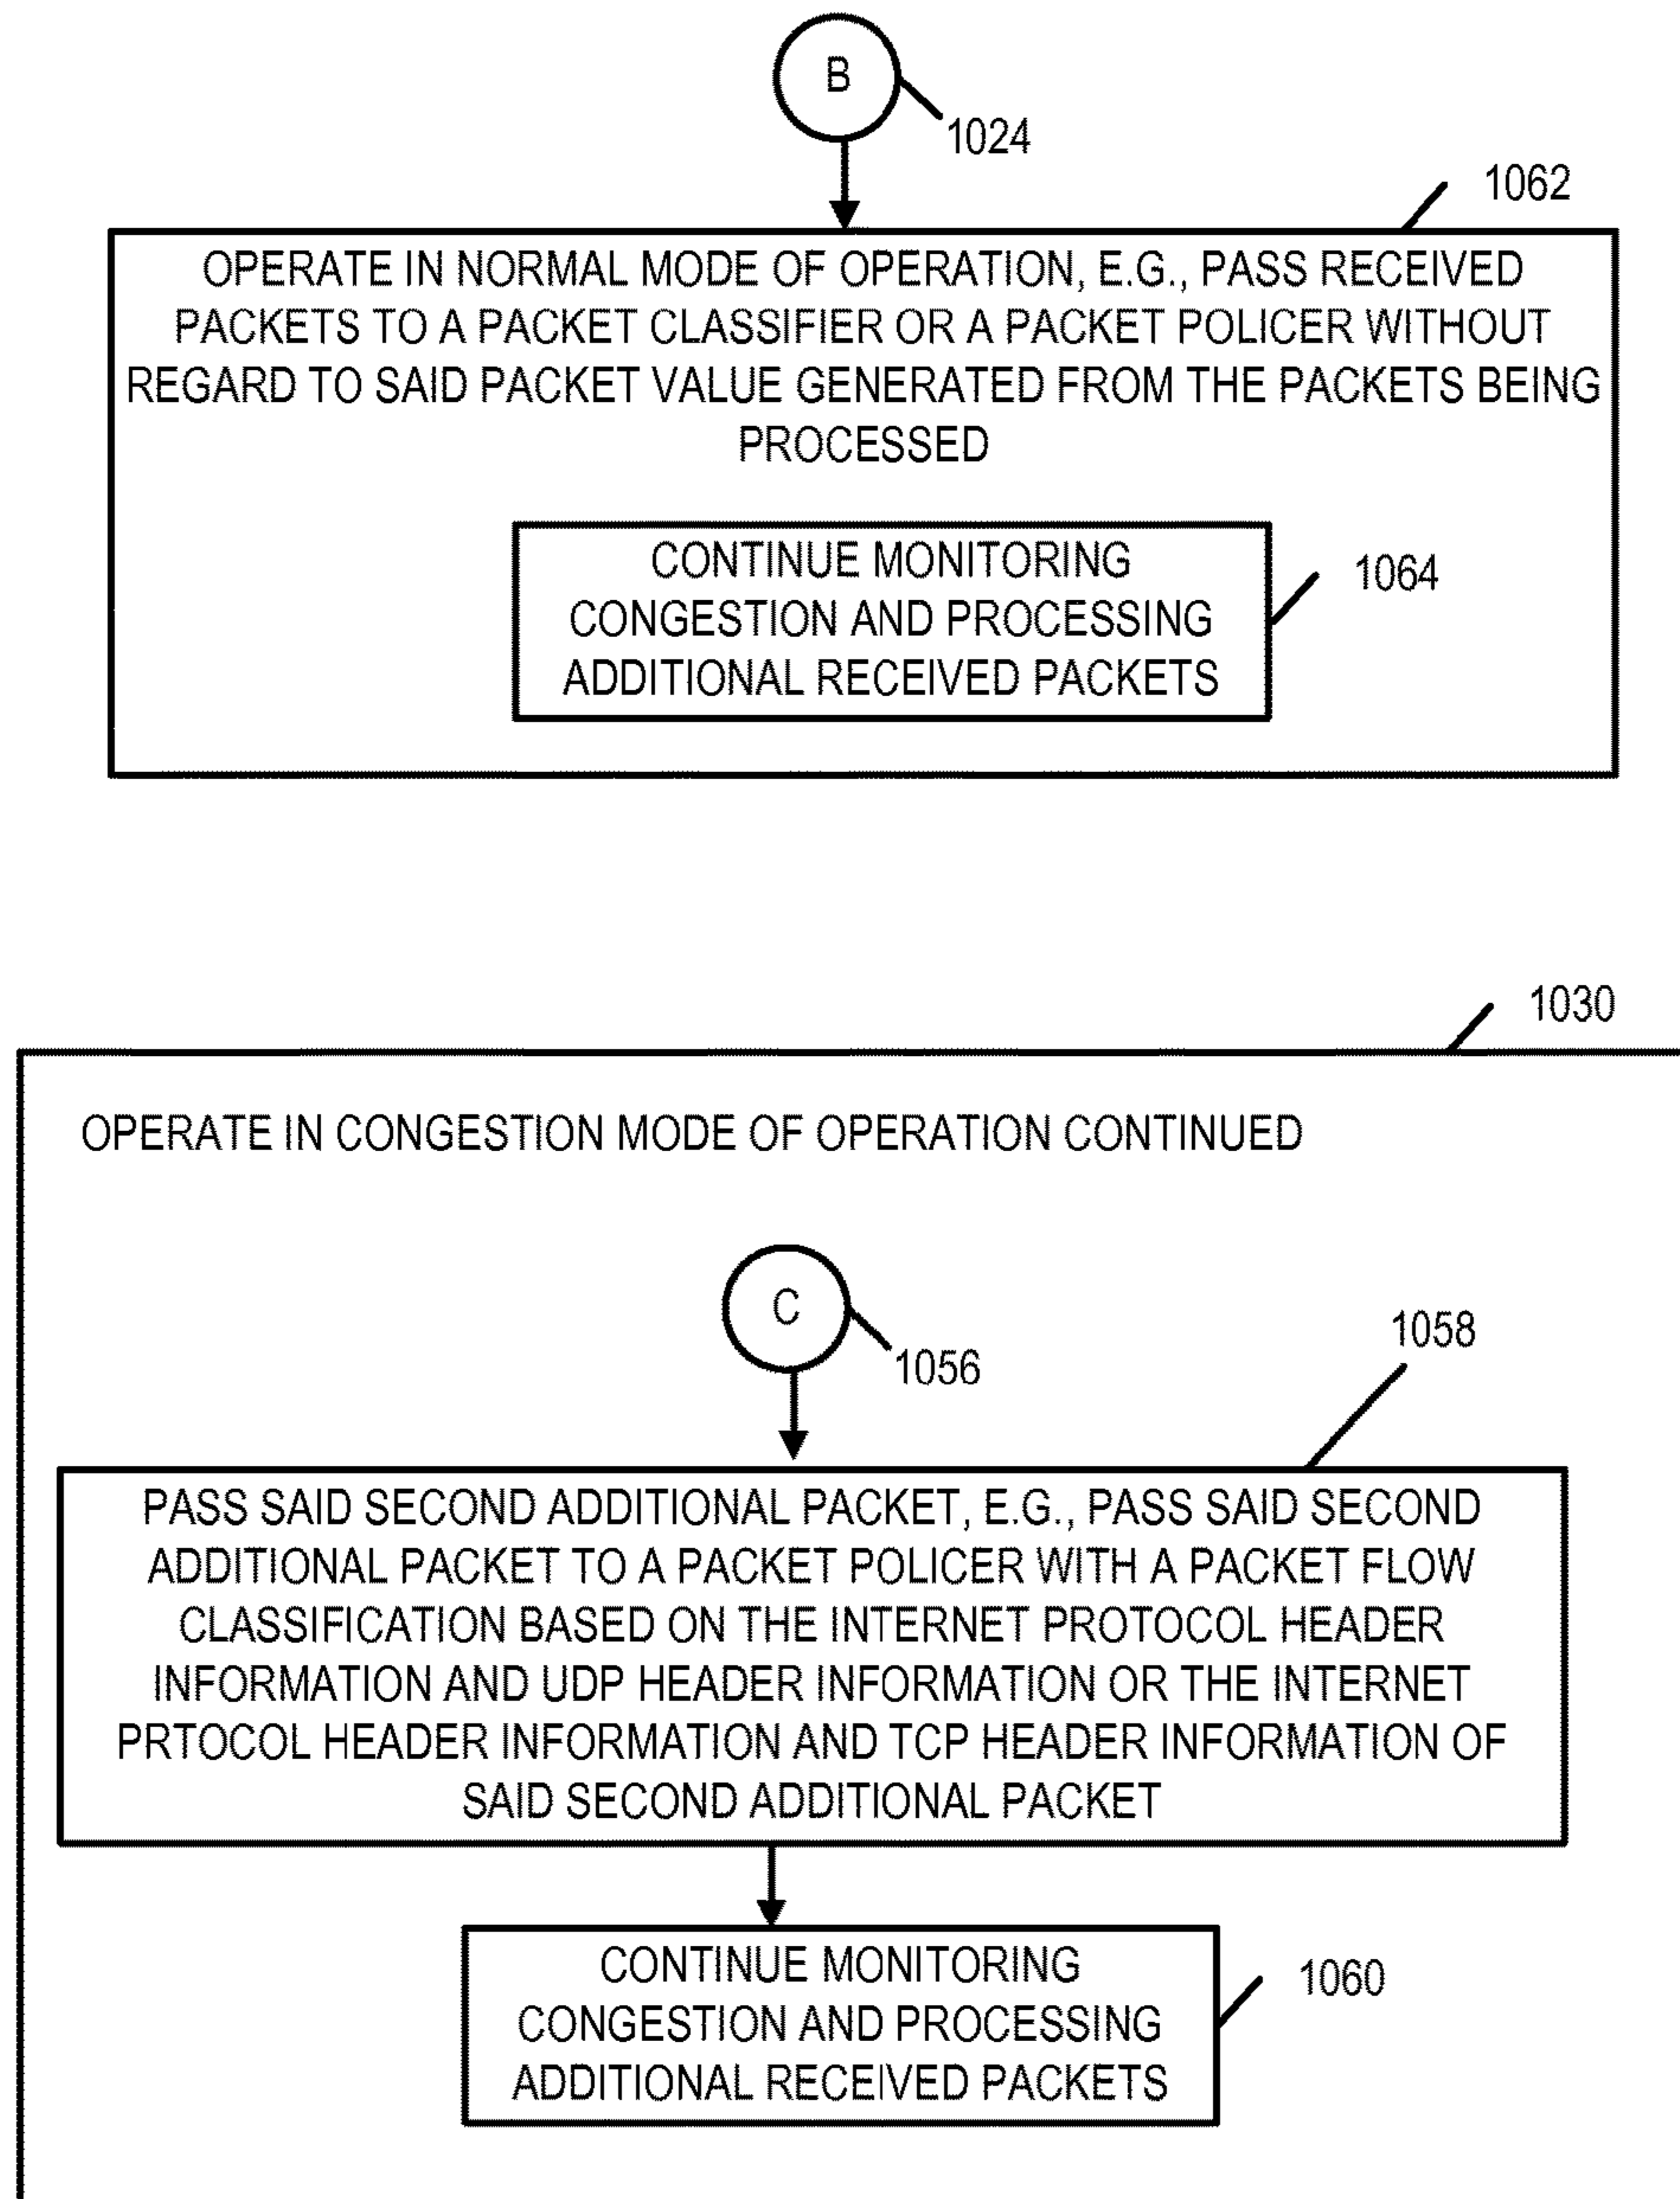 B
1024
1062
OPERATE IN NORMAL MODE OF OPERATION, E.G., PASS RECEIVED
PACKETS TO A PACKET CLASSIFIER OR A PACKET POLICER WITHOUT
REGARD TO SAID PACKET VALUE GENERATED FROM THE PACKETS BEING
PROCESSED
CONTINUE MONITORING
CONGESTION AND PROCESSING
ADDITIONAL RECEIVED PACKETS
1064
1030
OPERATE IN CONGESTION MODE OF OPERATION CONTINUED
C
1056
1058
PASS SAID SECOND ADDITIONAL PACKET, E.G., PASS SAID SECOND
ADDITIONAL PACKET TO A PACKET POLICER WITH A PACKET FLOW
CLASSIFICATION BASED ON THE INTERNET PROTOCOL HEADER
INFORMATION AND UDP HEADER INFORMATION OR THE INTERNET
PRTOCOL HEADER INFORMATION AND TCP HEADER INFORMATION OF
SAID SECOND ADDITIONAL PACKET
CONTINUE MONITORING
CONGESTION AND PROCESSING
ADDITIONAL RECEIVED PACKETS
1060